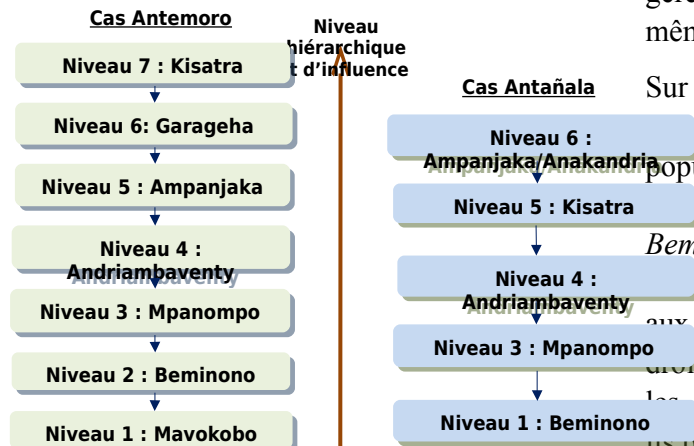 Cas Antemoro
Niveau 7 : Kisatra
Niveau 6: Garageha
Niveau 5 : Ampanjaka
Niveau 4 :
Andriambaventy
Niveau 3 : Mpanompo
Niveau 2 : Beminono
Niveau 1 : Mavokobo
Niveau
hiérarchique
t d'influence
Cas Antañala
Niveau 6 :
Ampanjaka/Anakandria
Niveau 5 : Kisatra
Niveau 4 :
Andriambaventy
Niveau 3 : Mpanompo
Niveau 1 : Beminono
mên
Sur
popu
Bem
aux